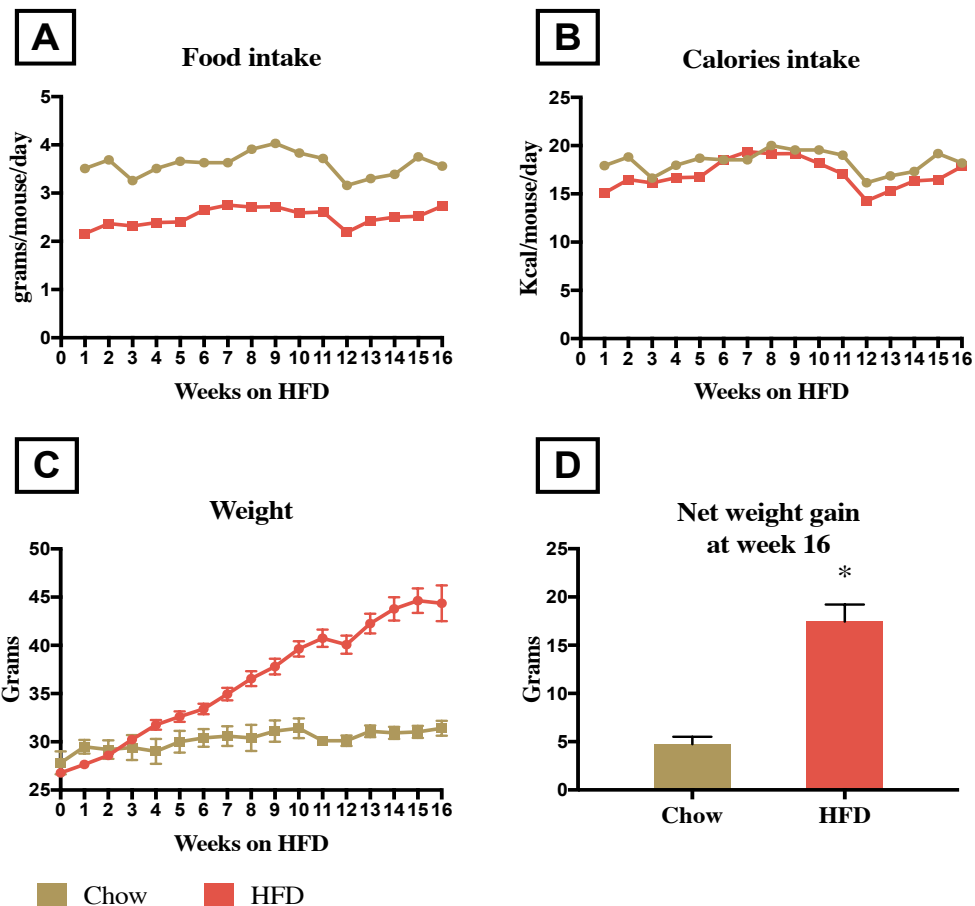 A
Food intake
grams/mouse/day
5
4
3
2
1
0
0 1 2 3 4 5 6 7 8 9 10 11 12 13 14 15 16
Weeks on HFD
B
Calories intake
Kcal/mouse/day
25
20
15
10
5
0
0 1 2 3 4 5 6 7 8 9 10 11 12 13 14 15 16
Weeks on HFD
C
Weight
Grams
50
45
40
35
30
25
0 1 2 3 4 5 6 7 8 9 10 11 12 13 14 15 16
Weeks on HFD
D
Net weight gain
at week 16
Grams
25
20
15
10
5
0
*
Chow HFD
Chow HFD